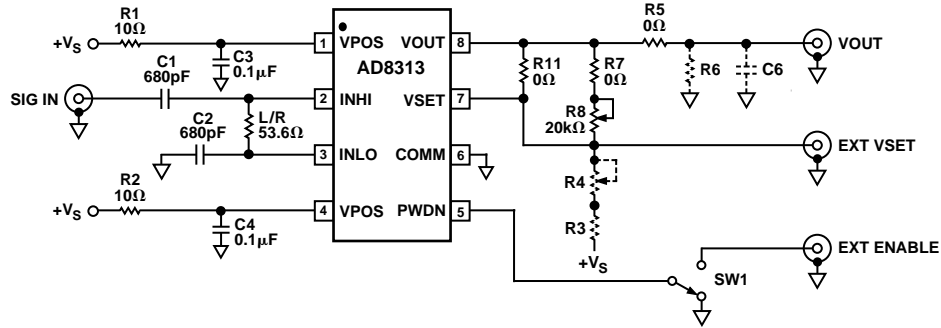 R1
10Ω
+VS
C3
0.1μF
1
VPOS
VOUT
8
AD8313
R5
0Ω
VOUT
R11
0Ω
R7
0Ω
R6
C6
SIG IN
C1
680pF
2
INHI
VSET
7
L/R
53.6Ω
R8
20kΩ
C2
680pF
3
INLO
COMM
6
EXT VSET
R4
R2
10Ω
+VS
C4
0.1μF
4
VPOS
PWDN
5
R3
+VS
EXT ENABLE
SW1